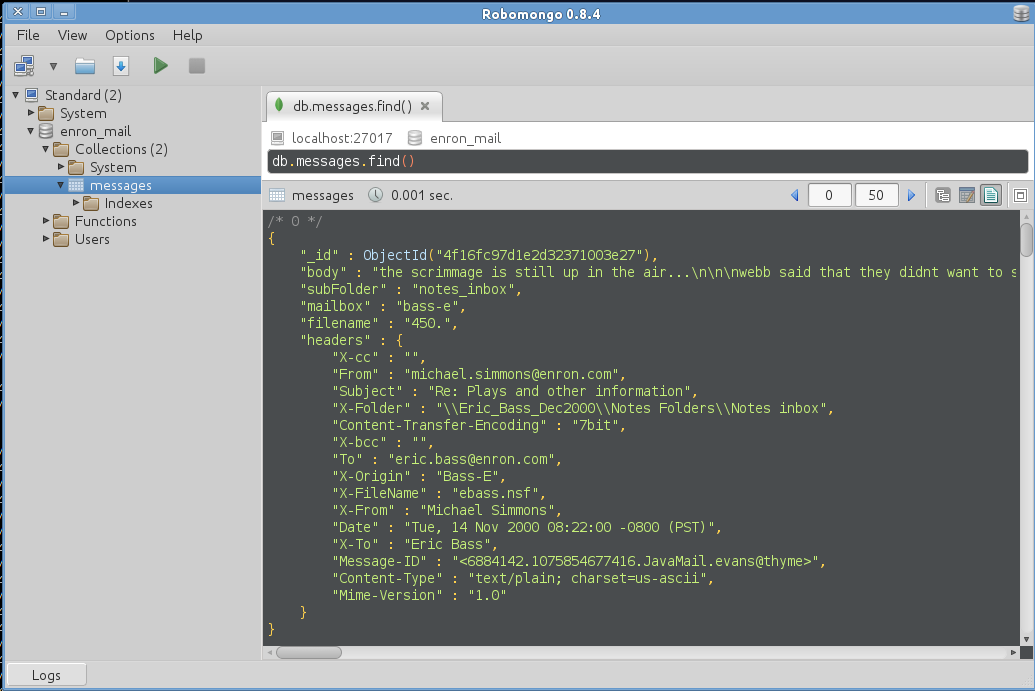 Robomongo 0.8.4
File View Options Help
Standard (2)
System
enron_mail
Collections (2)
System
messages
Indexes
Functions
Users
db.messages.find()
localhost:27017 enron_mail
db.messages.find()
messages 0.001 sec. 0 50
/* 0 */
{
"_id" : ObjectId("4f16fc97d1e2d32371003e27"),
"body" : "the scrimmage is still up in the air...\n\n\nwebb said that they didnt want to s
"subFolder" : "notes_inbox",
"mailbox" : "bass-e",
"filename" : "450.",
"headers" : {
"X-cc" : "",
"From" : "michael.simmons@enron.com",
"Subject" : "Re: Plays and other information",
"X-Folder" : "\\Eric_Bass_Dec2000\\Notes Folders\\Notes inbox",
"Content-Transfer-Encoding" : "7bit",
"X-bcc" : "",
"To" : "eric.bass@enron.com",
"X-Origin" : "Bass-E",
"X-FileName" : "ebass.nsf",
"X-From" : "Michael Simmons",
"Date" : "Tue, 14 Nov 2000 08:22:00 -0800 (PST)",
"X-To" : "Eric Bass",
"Message-ID" : "<6884142.1075854677416.JavaMail.evans@thyme>",
"Content-Type" : "text/plain; charset=us-ascii",
"Mime-Version" : "1.0"
}
}
Logs